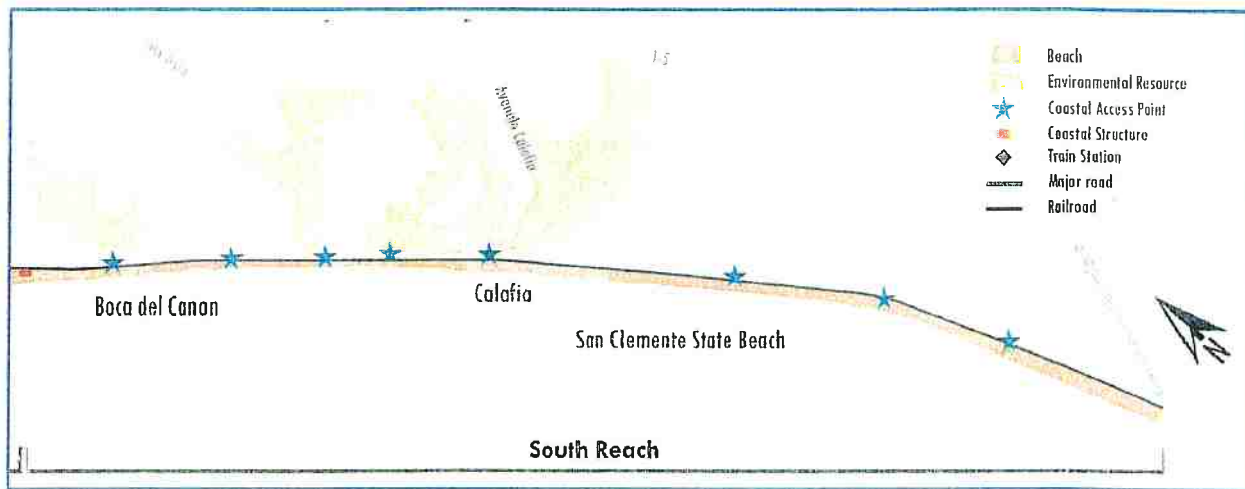 I-5
Avenida Calafia
Beach
Environmental Resource
Coastal Access Point
Coastal Structure
Train Station
Major road
Railroad
Boca del Canon
Calafia
San Clemente State Beach
N
South Reach